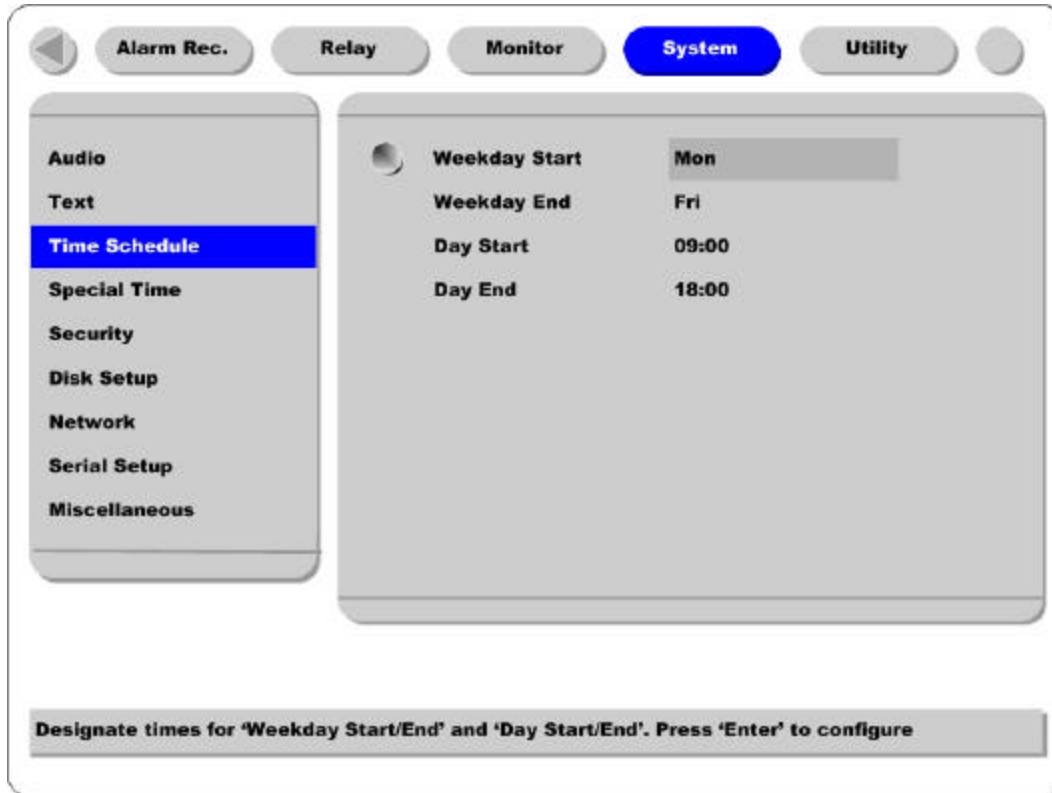 Alarm Rec. Relay Monitor System Utility
Audio
Text
Time Schedule
Special Time
Security
Disk Setup
Network
Serial Setup
Miscellaneous
Weekday Start Mon
Weekday End Fri
Day Start 09:00
Day End 18:00
Designate times for ‘Weekday Start/End’ and ‘Day Start/End’. Press ‘Enter’ to configure